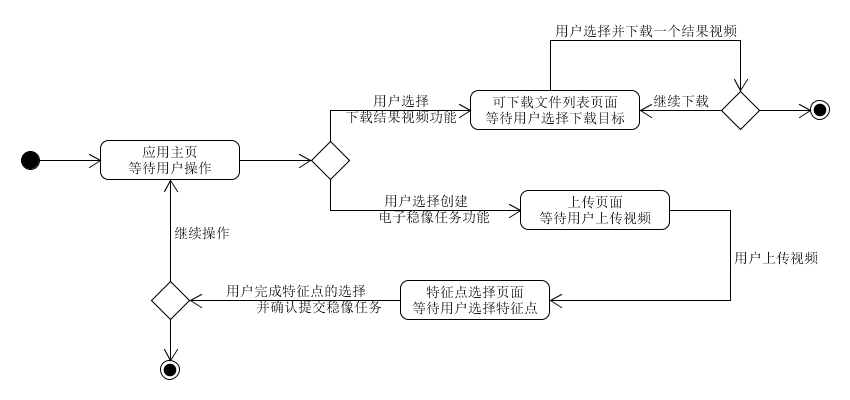 用户选择并下载一个结果视频
用户选择
下载结果视频功能
可下载文件列表页面
等待用户选择下载目标
继续下载
应用主页
等待用户操作
用户选择创建
电子稳像任务功能
上传页面
等待用户上传视频
继续操作
用户上传视频
用户完成特征点的选择
并确认提交稳像任务
特征点选择页面
等待用户选择特征点